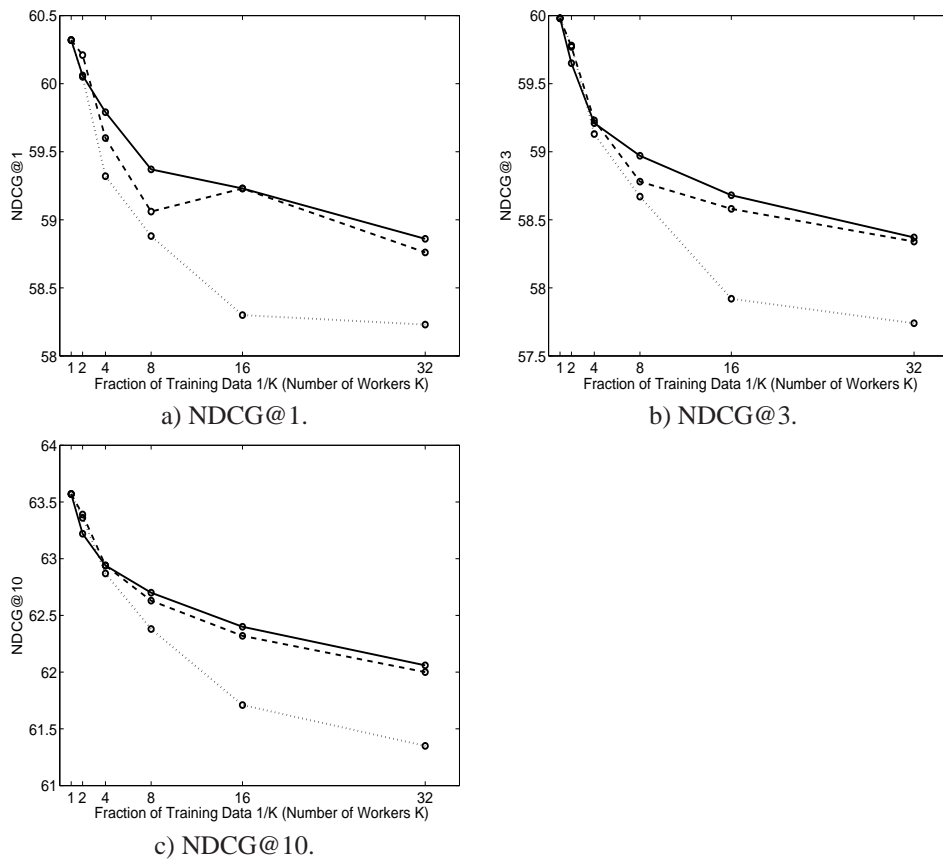 60.5
60
59.5
59
58.5
58
NDCG@1
1 2 4 8 16 32
Fraction of Training Data 1/K (Number of Workers K)
a) NDCG@1.
60
59.5
59
58.5
58
57.5
NDCG@3
1 2 4 8 16 32
Fraction of Training Data 1/K (Number of Workers K)
b) NDCG@3.
64
63.5
63
62.5
62
61.5
61
NDCG@10
1 2 4 8 16 32
Fraction of Training Data 1/K (Number of Workers K)
c) NDCG@10.